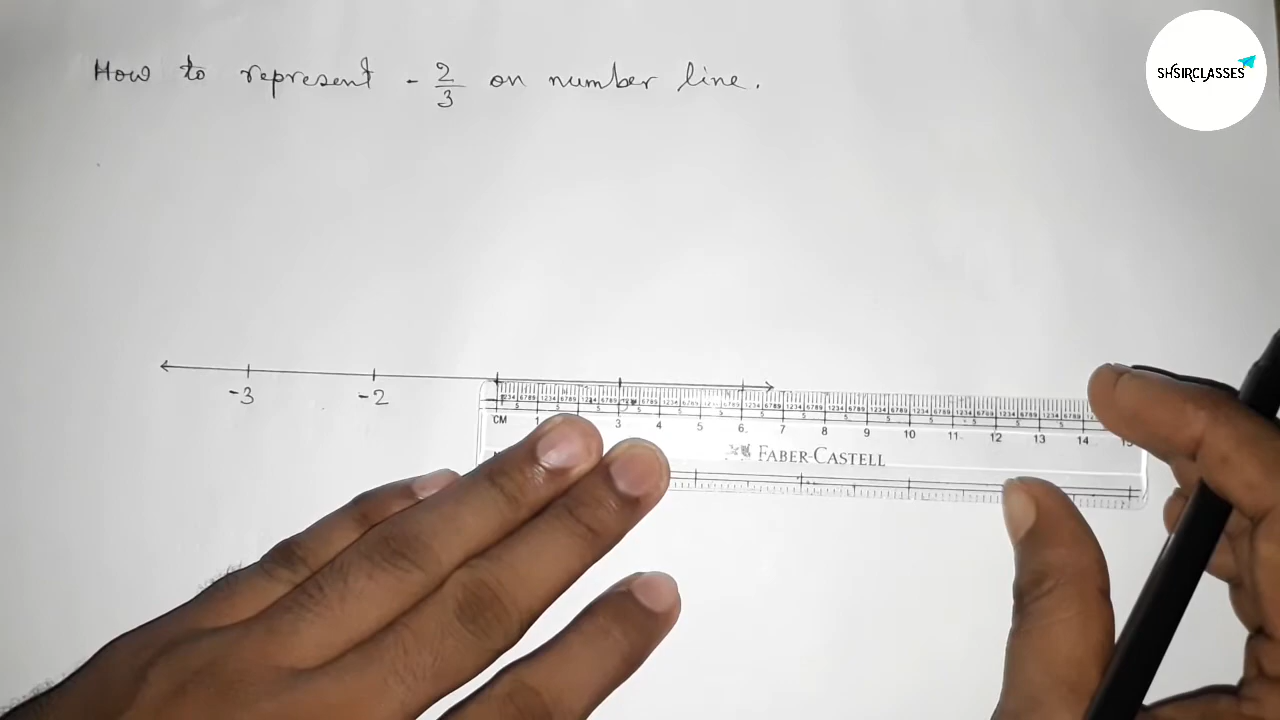 How to represent - 2/3 on number line.
SHSIRCLASSES
-3 -2
CM 1 3 4 5 6 7 8 9 10 11 12 13 14 15
FABER-CASTELL